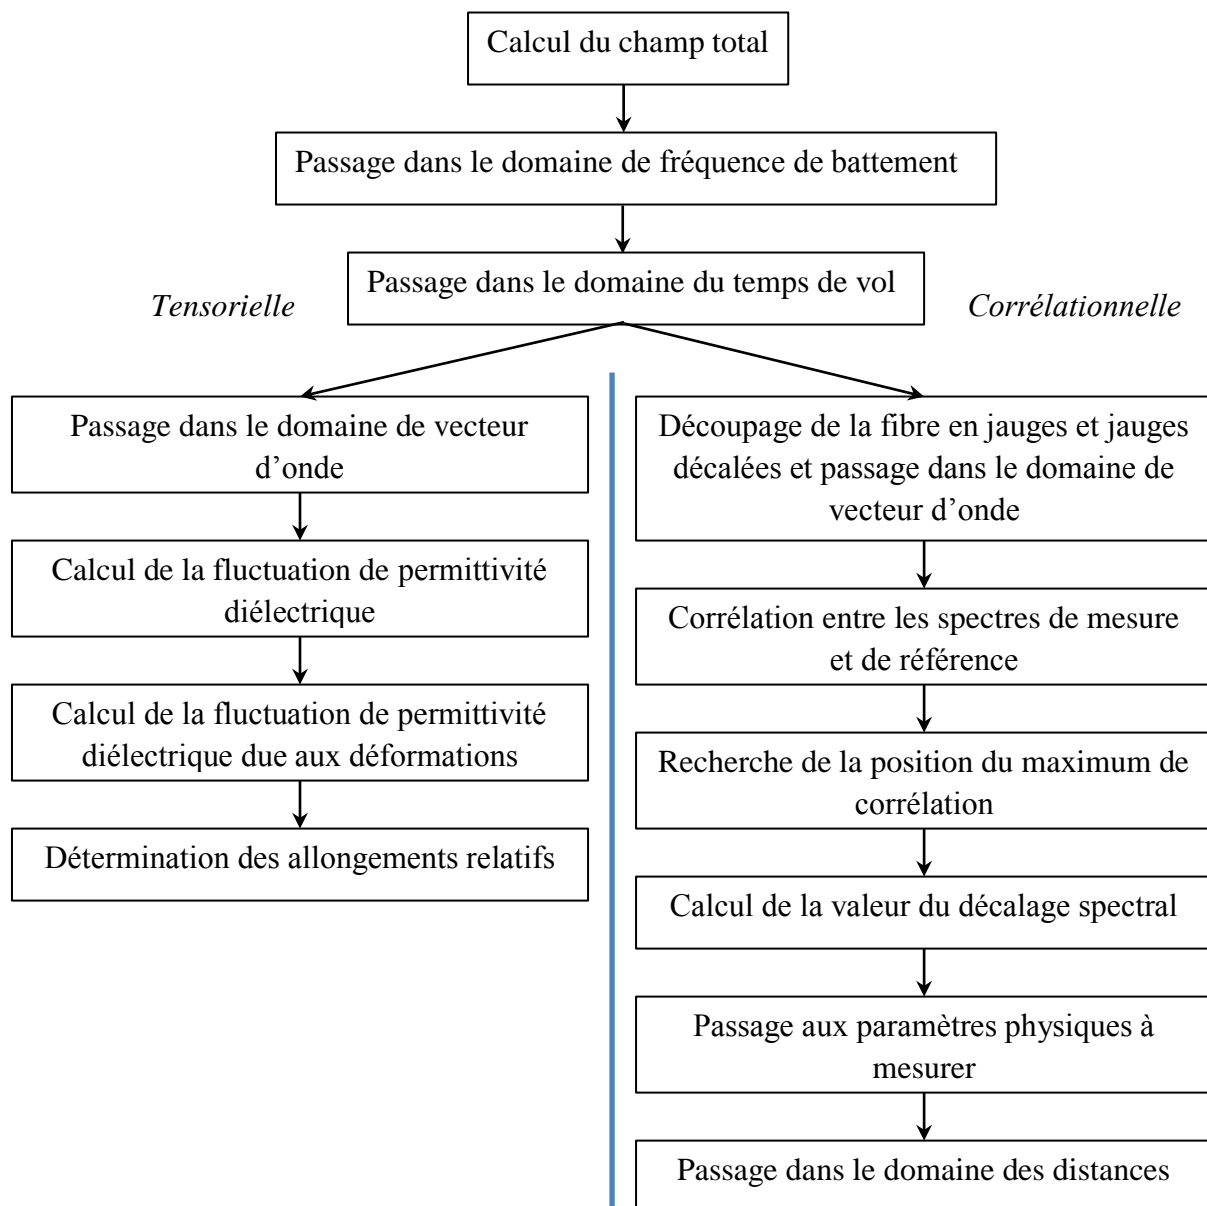 Calcul du champ total
Passage dans le domaine de fréquence de battement
Passage dans le domaine du temps de vol
Tensorielle
Corrélationnelle
Passage dans le domaine de vecteur
d’onde
Calcul de la fluctuation de permittivité
diélectrique
Calcul de la fluctuation de permittivité
diélectrique due aux déformations
Détermination des allongements relatifs
Découpage de la fibre en jauges et jauges
décalées et passage dans le domaine de
vecteur d’onde
Corrélation entre les spectres de mesure
et de référence
Recherche de la position du maximum de
corrélation
Calcul de la valeur du décalage spectral
Passage aux paramètres physiques à
mesurer
Passage dans le domaine des distances